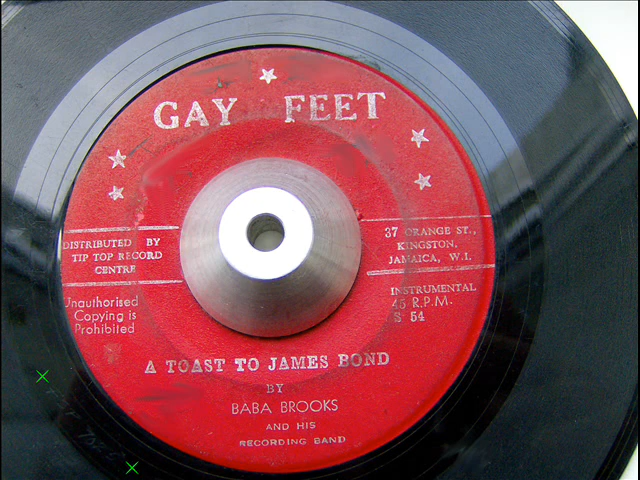 GAY FEET
DISTRIBUTED BY
TIP TOP RECORD
CENTRE
37 ORANGE ST.,
KINGSTON,
JAMAICA, W.I.
Unauthorised
Copying is
Prohibited
INSTRUMENTAL
45 R.P.M.
S 54
A TOAST TO JAMES BOND
BY
BABA BROOKS
AND HIS
RECORDING BAND